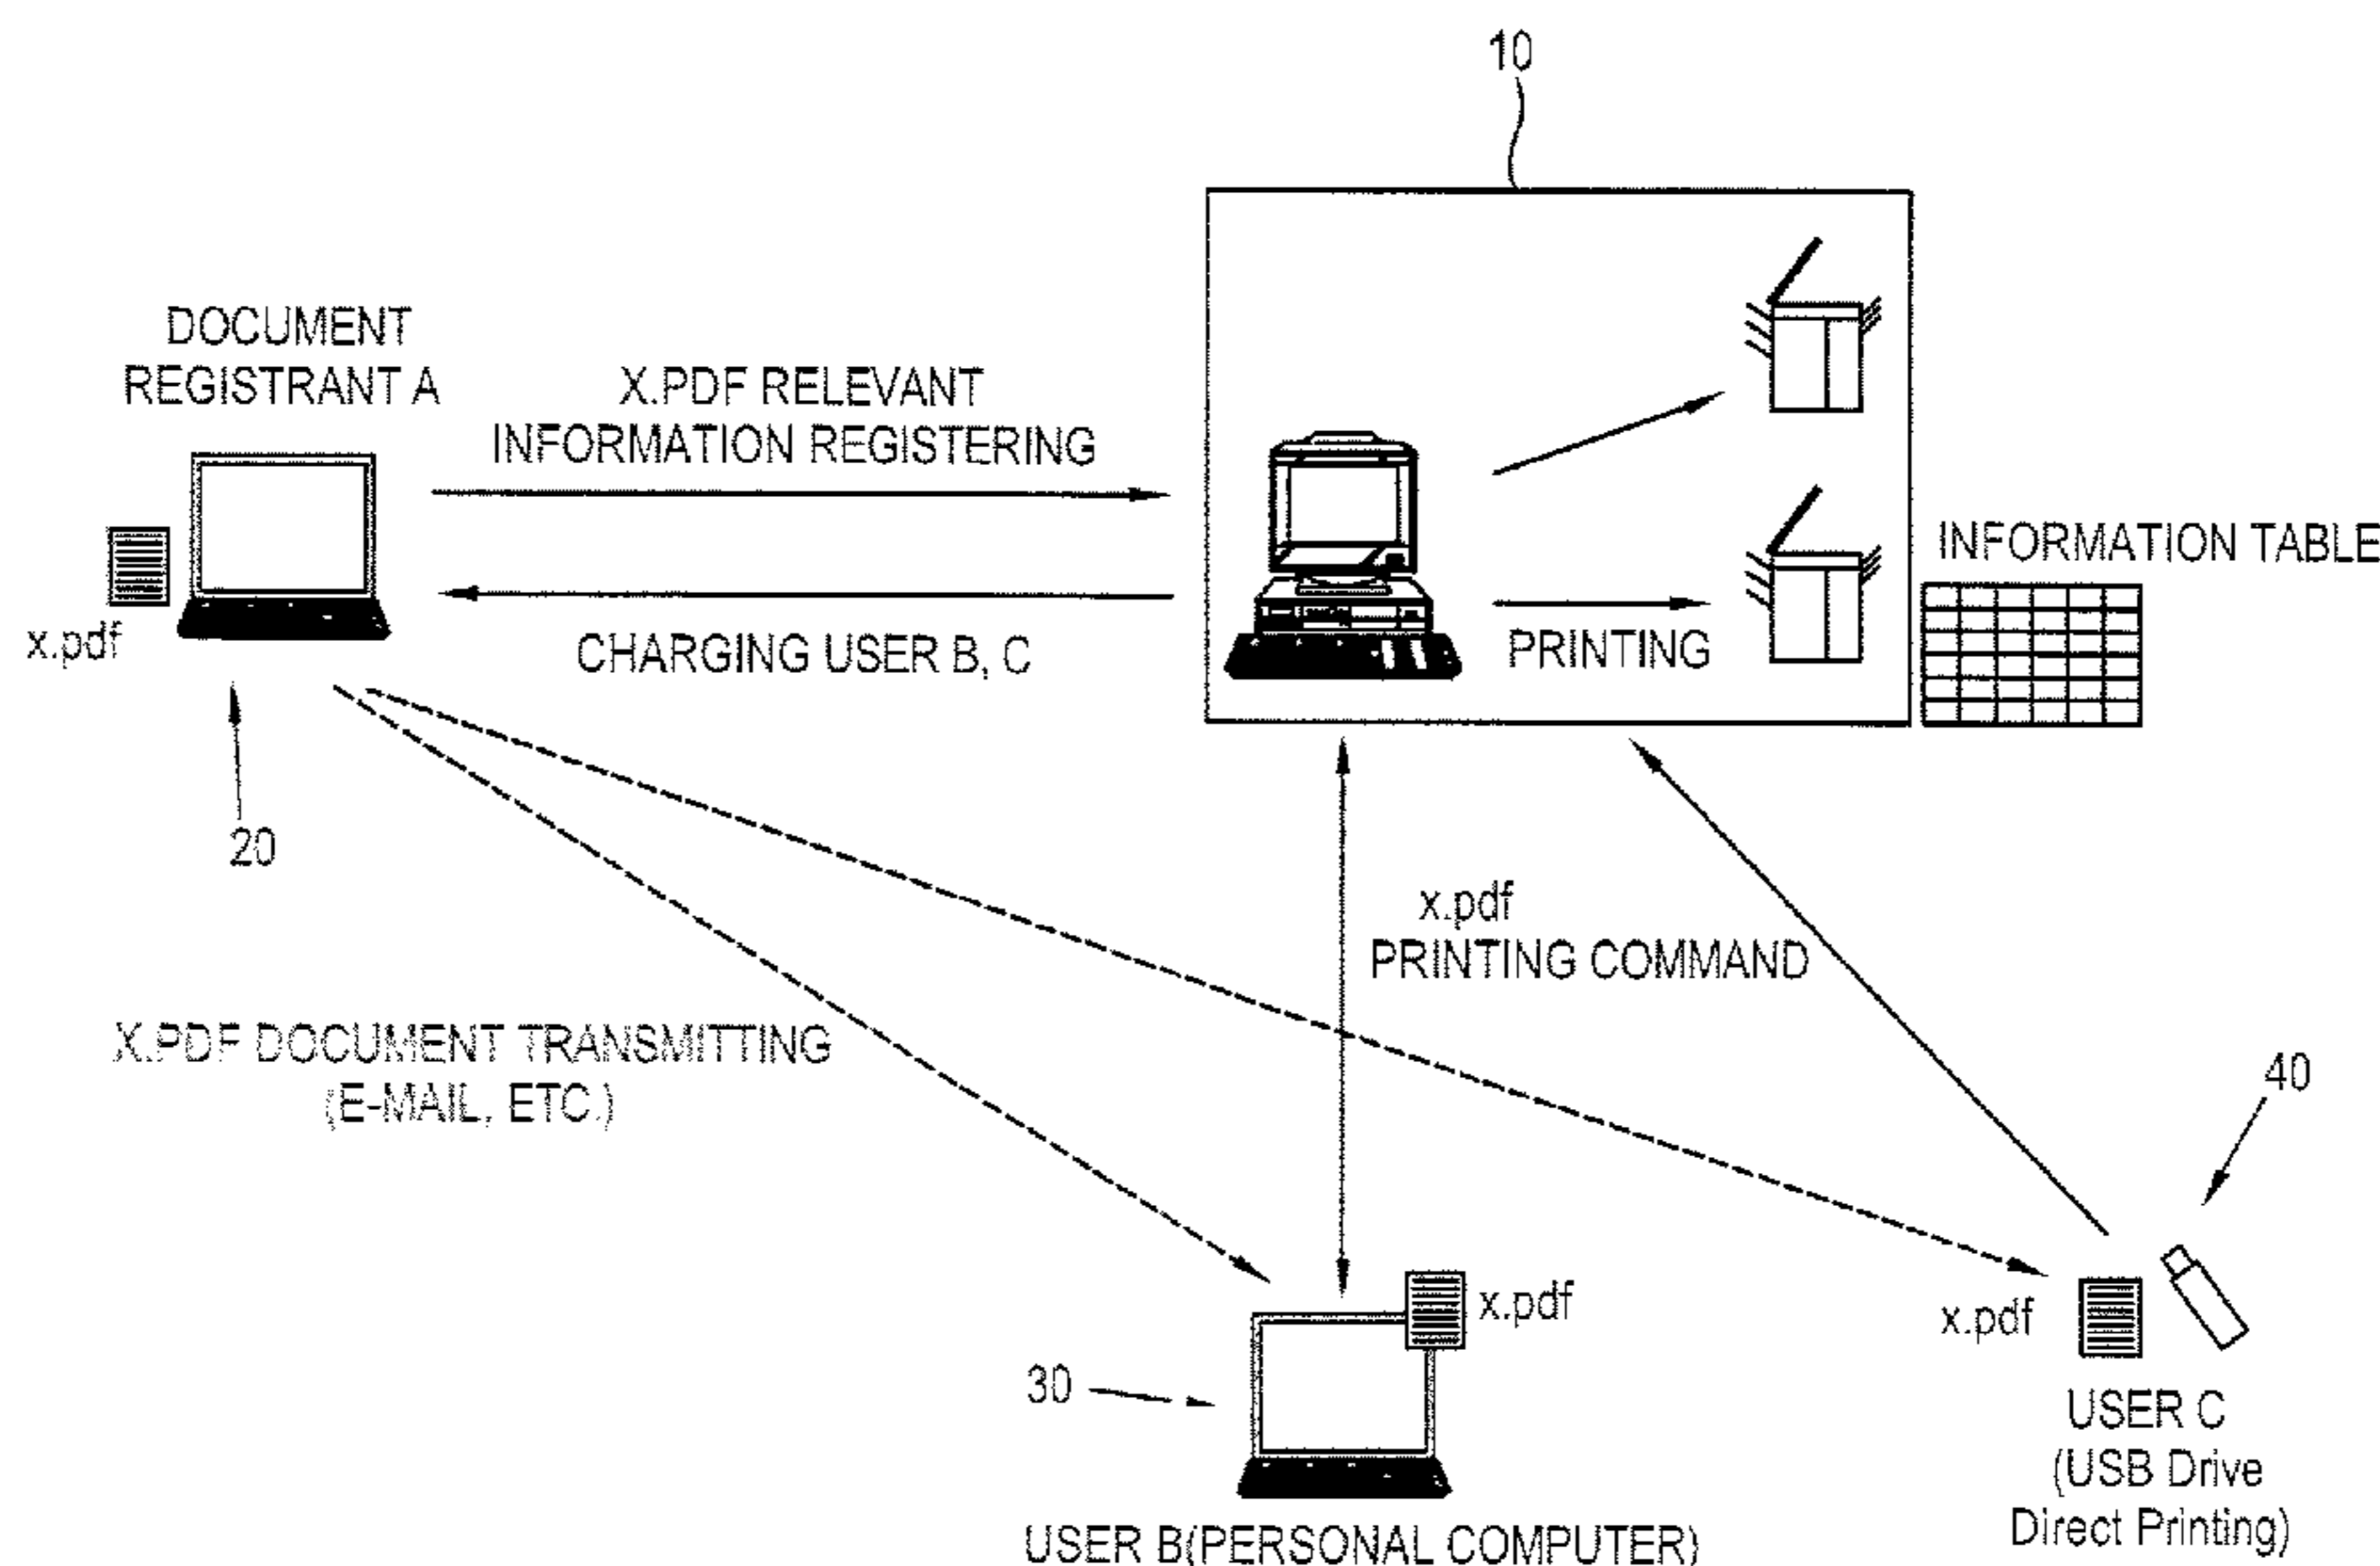 10
DOCUMENT
REGISTRANT A
X.PDF RELEVANT
INFORMATION REGISTERING
INFORMATION TABLE
x.pdf
CHARGING USER B, C
PRINTING
20
x.pdf
PRINTING COMMAND
X.PDF DOCUMENT TRANSMITTING
(E-MAIL, ETC.)
40
x.pdf
x.pdf
30
USER C
(USB Drive
Direct Printing)
USER B(PERSONAL COMPUTER)